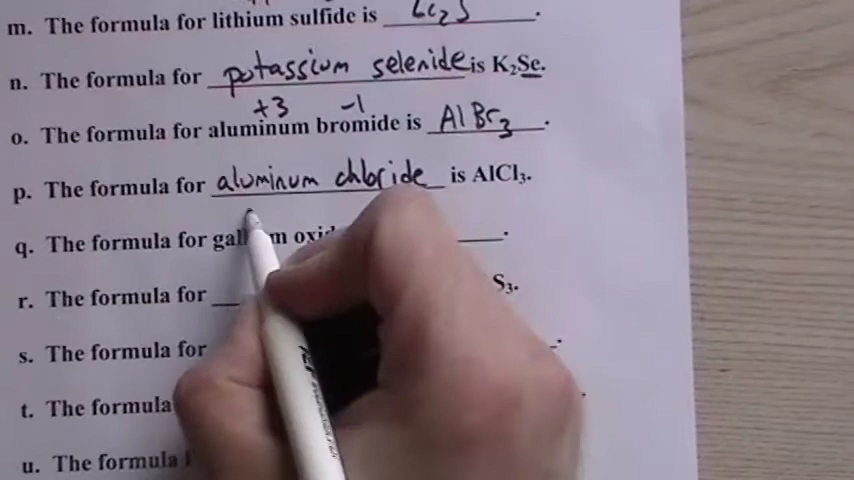 m. The formula for lithium sulfide is Li2S.
n. The formula for potassium selenide is K₂Se.
+3 -1
o. The formula for aluminum bromide is AlBr3.
p. The formula for aluminum chloride is AlCl₃.
q. The formula for
r. The formula for S₃.
s. The formula for
t. The formula
u. The formula